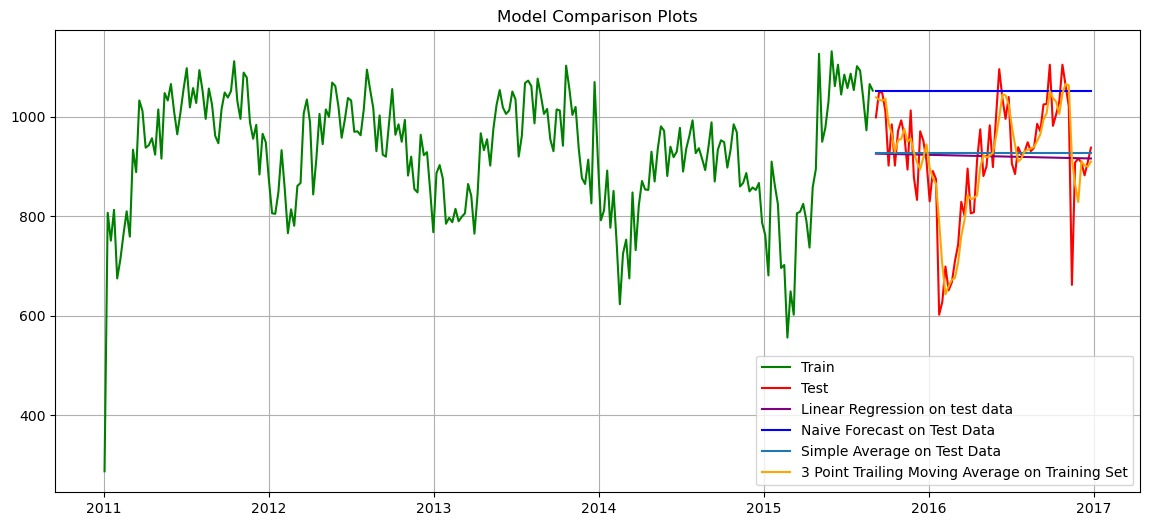 Model Comparison Plots
1000
800
600
400
Train
Test
Linear Regression on test data
Naive Forecast on Test Data
Simple Average on Test Data
3 Point Trailing Moving Average on Training Set
2011 2012 2013 2014 2015 2016 2017